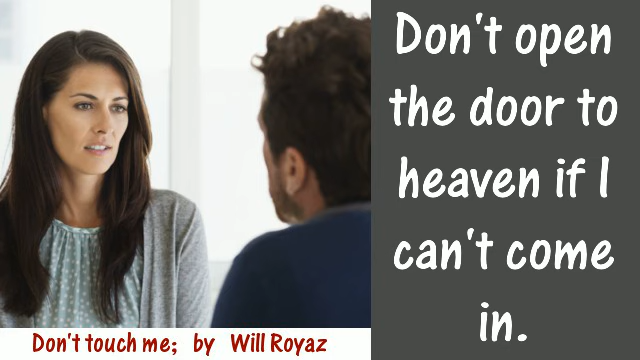 Don't open
the door to
heaven if I
can't come
in.
Don't touch me; by Will Royaz